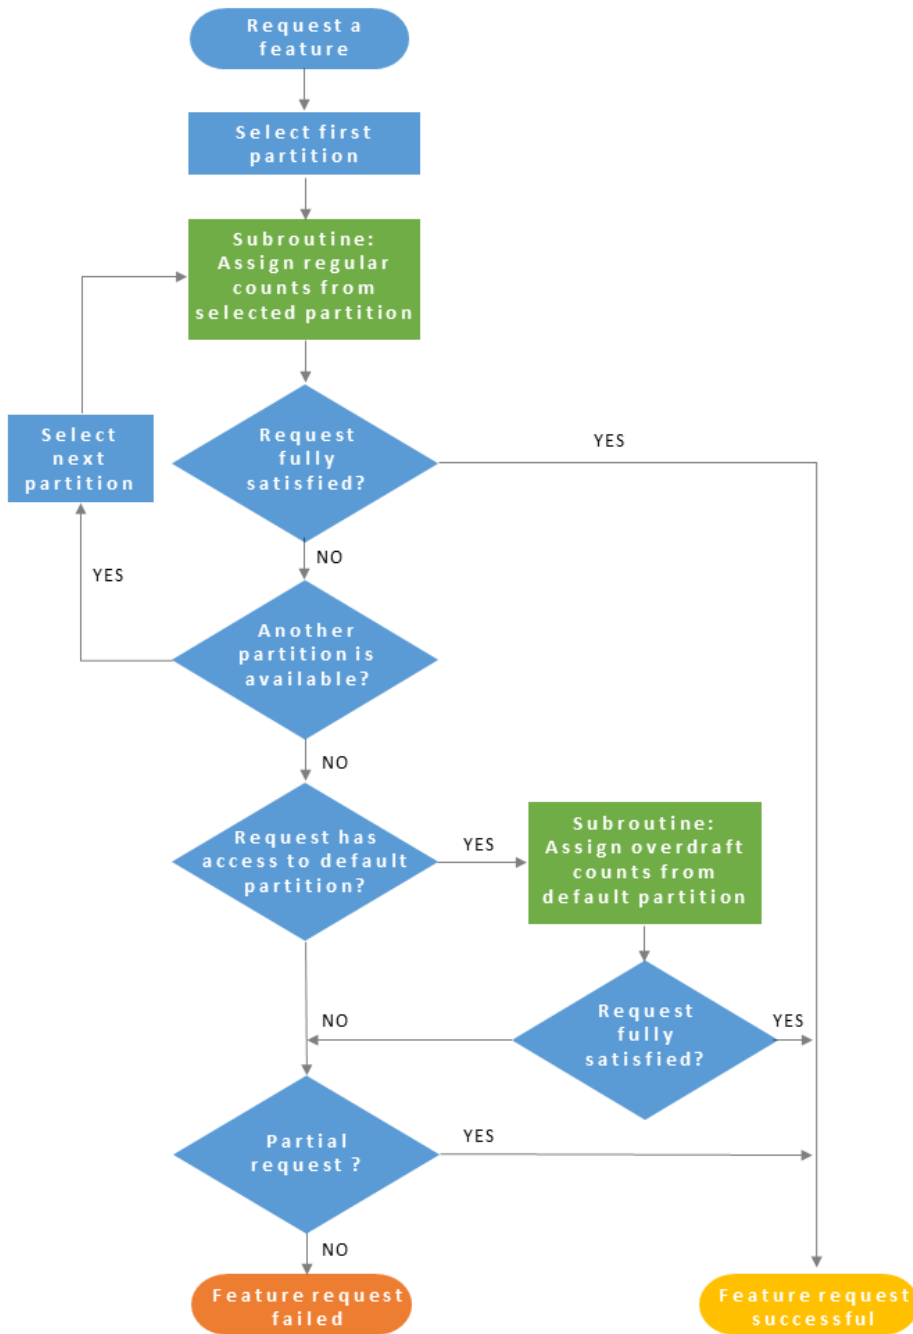 Request a
feature
Select first
partition
Subroutine:
Assign regular
counts from
selected partition
Request
fully
satisfied?
YES
Select
next
partition
NO
YES
Another
partition is
available?
NO
Request has
access to default
partition?
YES
Subroutine:
Assign overdraft
counts from
default partition
NO
Request
fully
satisfied?
YES
Partial
request ?
YES
NO
Feature request
failed
Feature request
successful